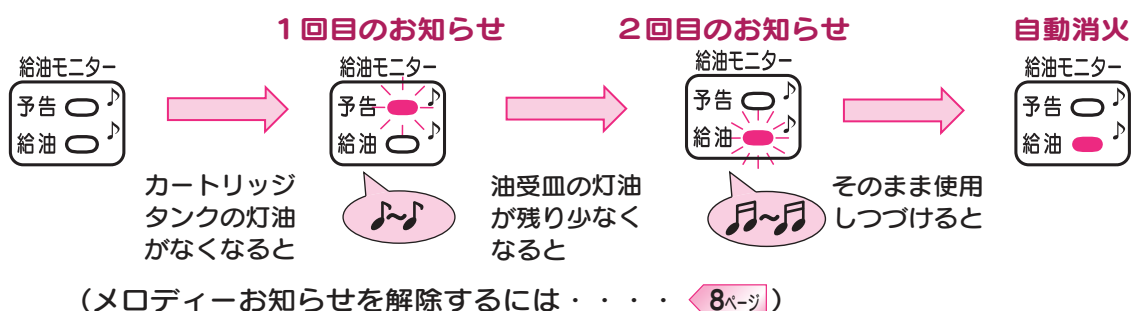 1回目のお知らせ
2回目のお知らせ
自動消火
給油モニター
予告 ♪
給油 ♪
給油モニター
予告 ♪
給油
給油モニター
予告 ♪
給油 ♪
給油モニター
予告 ♪
給油 ♪
カートリッジ
タンクの灯油
がなくなると
♪〜♪
油受皿の灯油
が残り少なく
なると
♫〜♫
そのまま使用
しつづけると
(メロディーお知らせを解除するには・・・・ 8ページ)